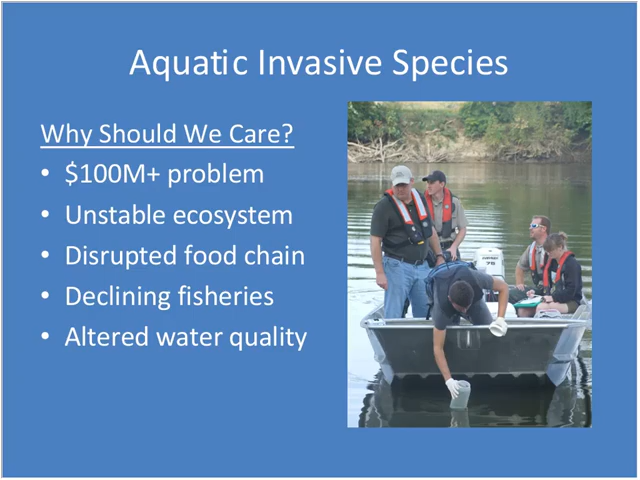 Aquatic Invasive Species
Why Should We Care?
• $100M+ problem
• Unstable ecosystem
• Disrupted food chain
• Declining fisheries
• Altered water quality
70